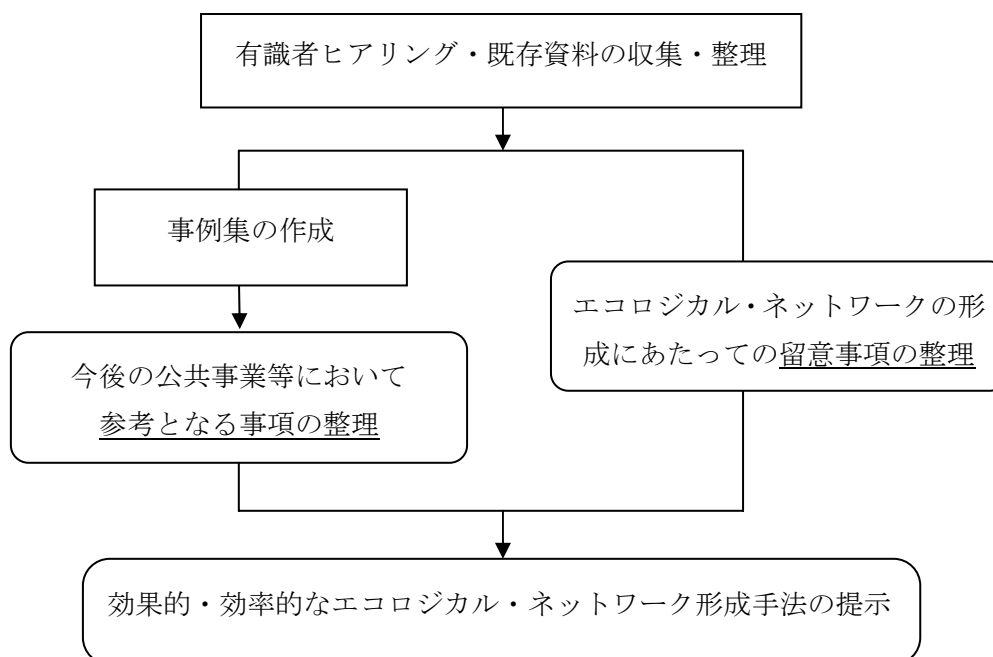 有識者ヒアリング・既存資料の収集・整理
事例集の作成
エコロジカル・ネットワークの形
成にあたっての留意事項の整理
今後の公共事業等において
参考となる事項の整理
効果的・効率的なエコロジカル・ネットワーク形成手法の提示